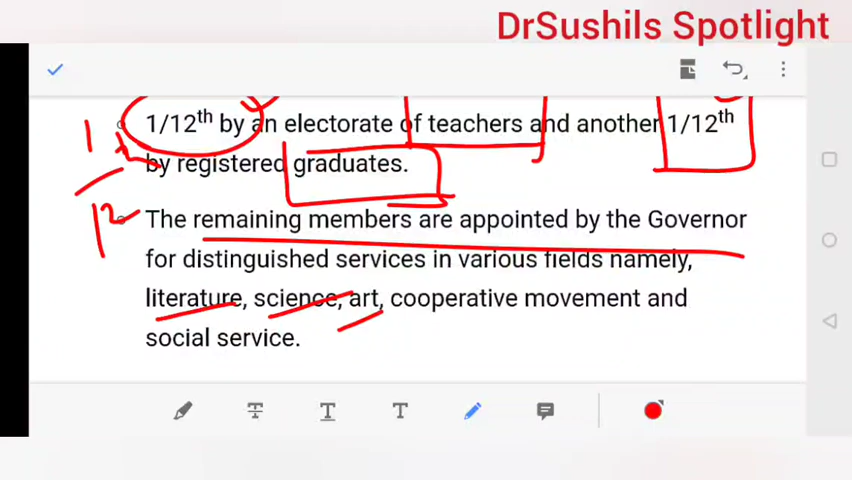 DrSushils Spotlight
1/12th by an electorate of teachers and another 1/12th
by registered graduates.
The remaining members are appointed by the Governor
for distinguished services in various fields namely,
literature, science, art, cooperative movement and
social service.